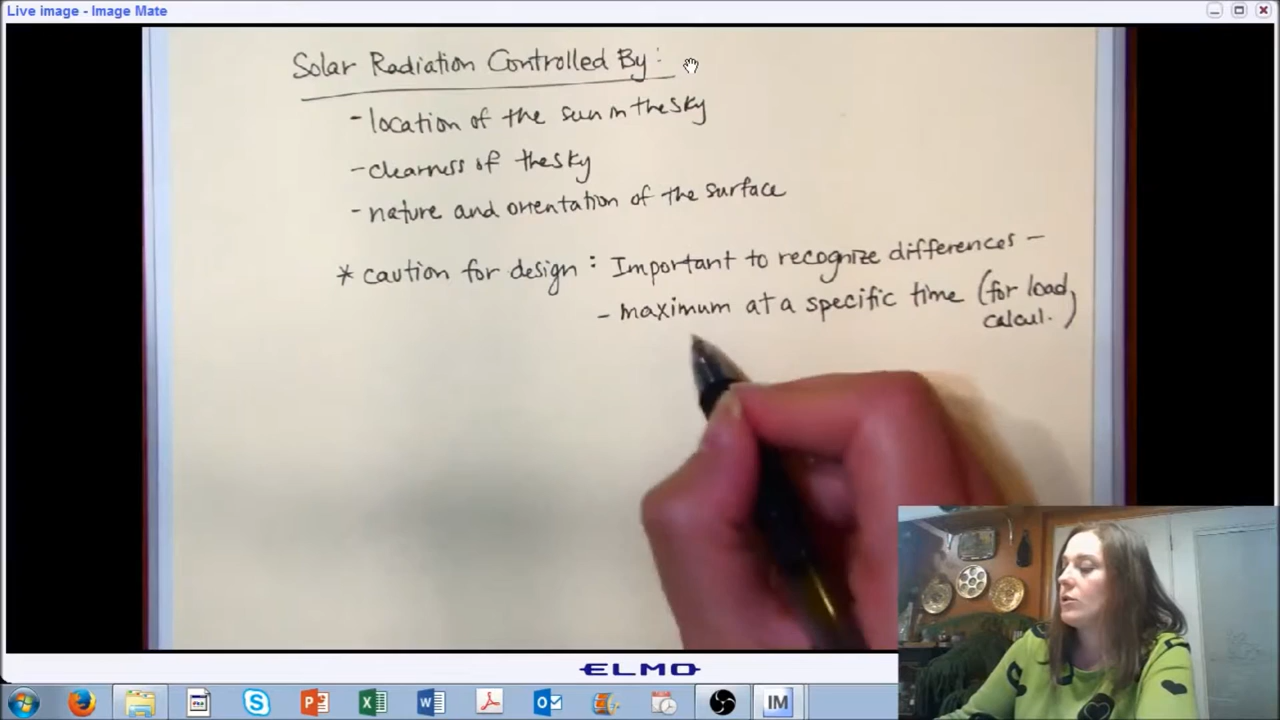 Live image - Image Mate
Solar Radiation Controlled By:
- location of the sun in the sky
- clearness of the sky
- nature and orientation of the surface
* caution for design : Important to recognize differences -
- maximum at a specific time (for load,
calcul. )
ELMO
IM